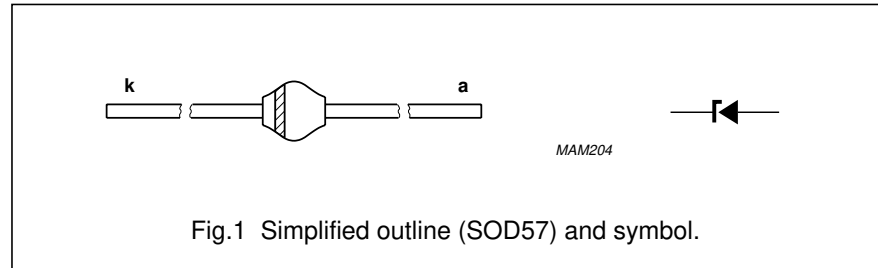 k
a
MAM204
Fig.1 Simplified outline (SOD57) and symbol.